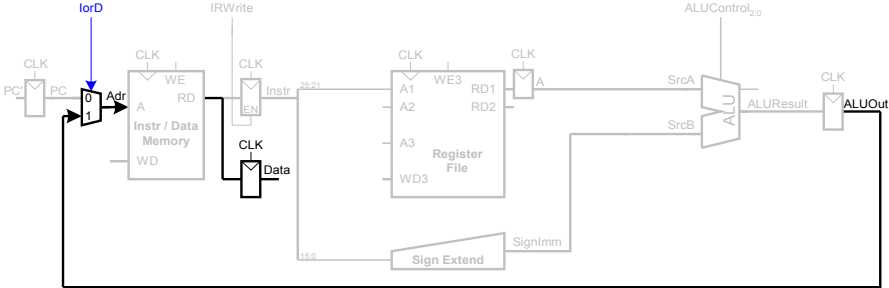 IorD
IRWrite
ALUControl2:0
CLK
CLK
CLK
CLK
CLK
CLK
PC'
PC
0
1
Adr
WE
A
RD
Instr / Data
Memory
WD
EN
Instr
25:21
A1
A2
A3
WD3
WE3
RD1
RD2
Register
File
A
SrcA
SrcB
ALU
ALUResult
ALUOut
CLK
Data
15:0
Sign Extend
SignImm